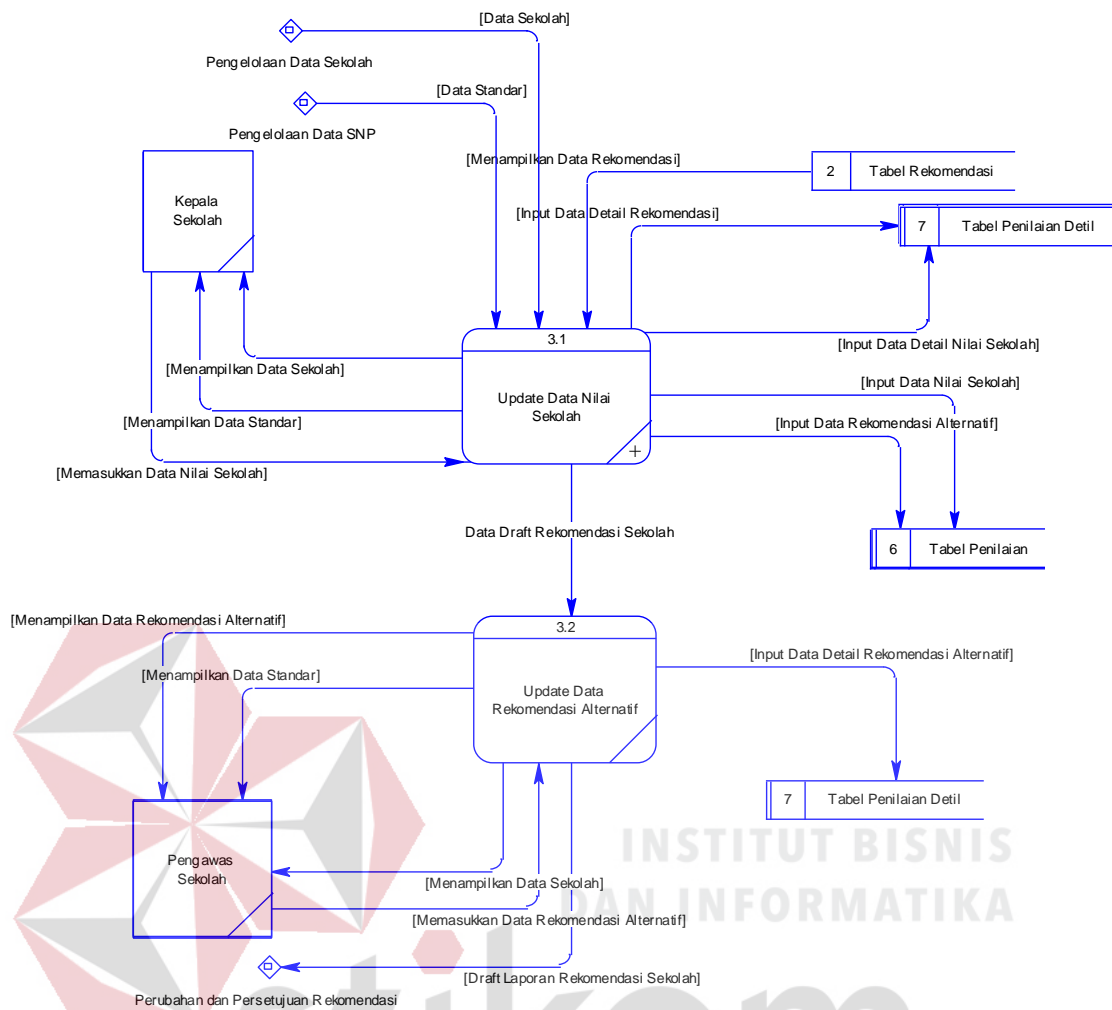 [Data Sekolah]
Pengelolaan Data Sekolah
[Data Standar]
Pengelolaan Data SNP
[Menampilkan Data Rekomendasi]
2 Tabel Rekomendasi
Kepala
Sekolah
[Input Data Detail Rekomendasi]
7 Tabel Penilaian Detil
3.1
Update Data Nilai
Sekolah
+
[Input Data Detail Nilai Sekolah]
[Menampilkan Data Sekolah]
[Input Data Nilai Sekolah]
[Menampilkan Data Standar]
[Input Data Rekomendasi Alternatif]
[Memasukkan Data Nilai Sekolah]
Data Draft Rekomendasi Sekolah
6 Tabel Penilaian
[Menampilkan Data Rekomendasi Alternatif]
3.2
Update Data
Rekomendasi Alternatif
[Input Data Detail Rekomendasi Alternatif]
[Menampilkan Data Standar]
7 Tabel Penilaian Detil
INSTITUT BISNIS
DAN INFORMATIKA
Pengawas
Sekolah
[Menampilkan Data Sekolah]
[Memasukkan Data Rekomendasi Alternatif]
[Draft Laporan Rekomendasi Sekolah]
Perubahan dan Persetujuan Rekomendasi
stikom